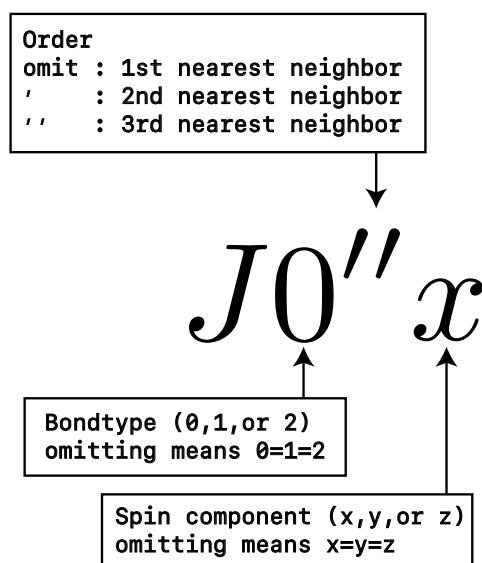 Order
omit : 1st nearest neighbor
′ : 2nd nearest neighbor
′′ : 3rd nearest neighbor
J0′′x
Bondtype (0,1,or 2)
omitting means 0=1=2
Spin component (x,y,or z)
omitting means x=y=z